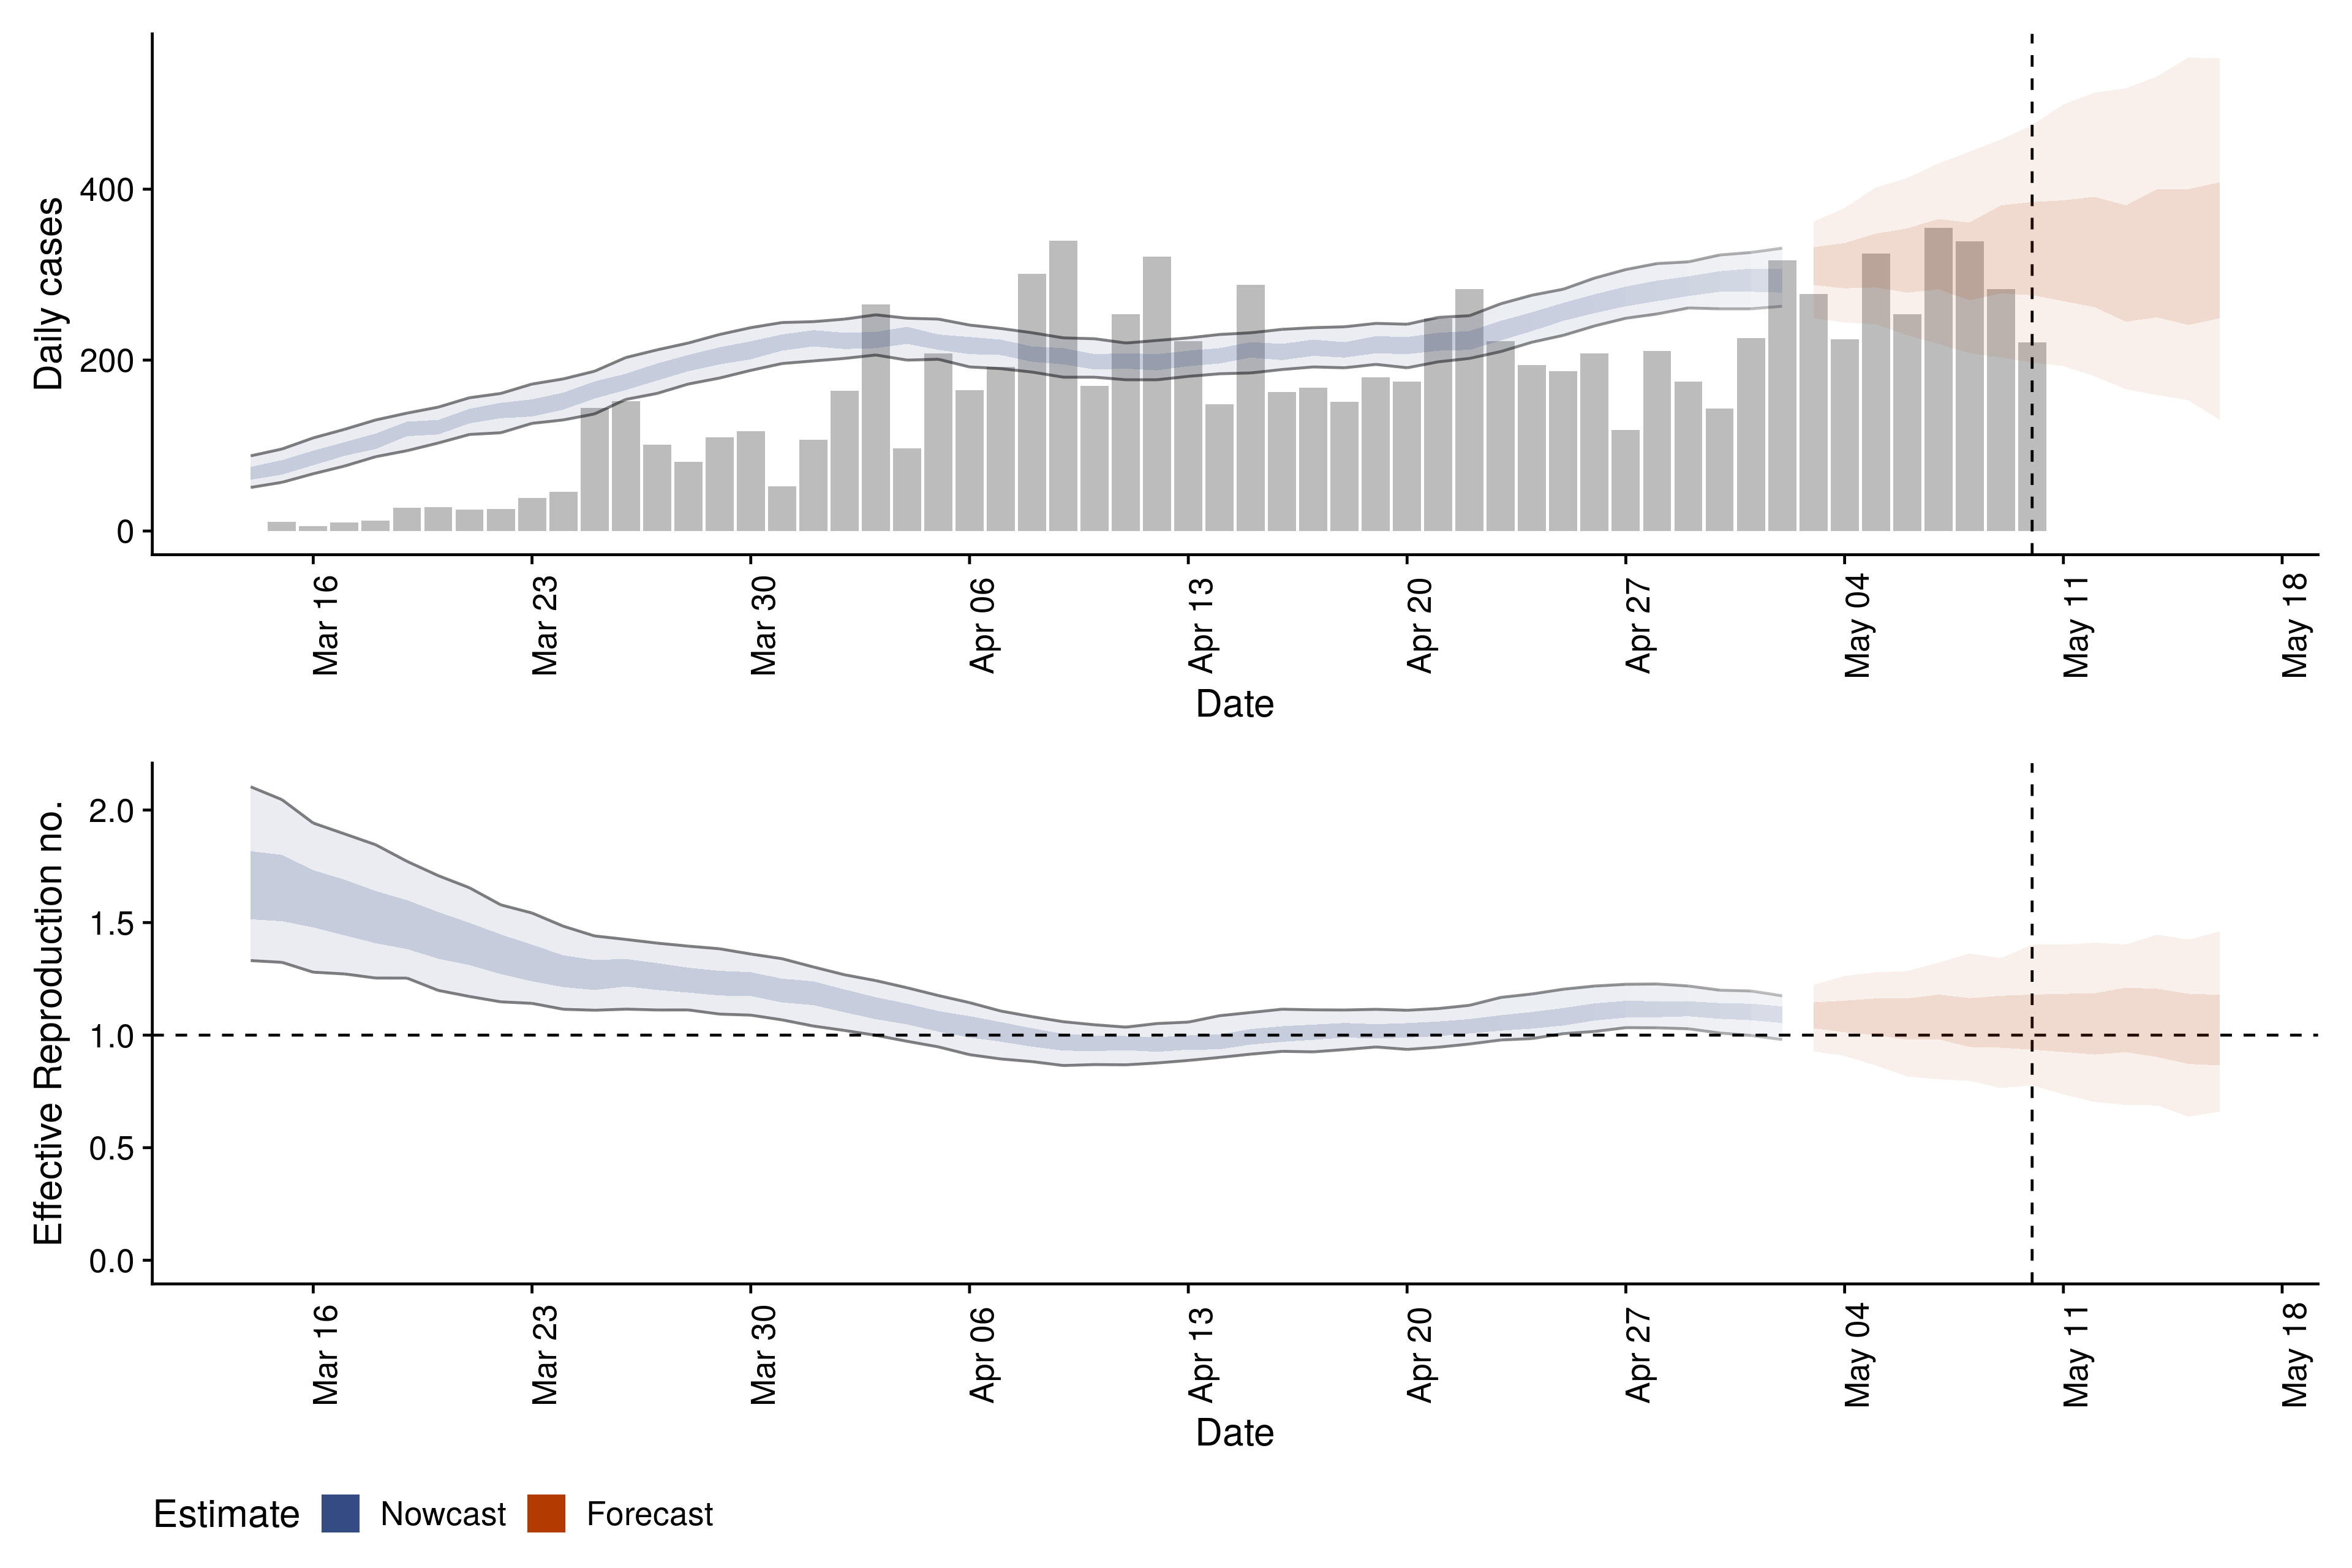 Daily cases
400
200
0
Mar 16
Mar 23
Mar 30
Apr 06
Apr 13
Apr 20
Apr 27
May 04
May 11
May 18
Date
Effective Reproduction no.
2.0
1.5
1.0
0.5
0.0
Mar 16
Mar 23
Mar 30
Apr 06
Apr 13
Apr 20
Apr 27
May 04
May 11
May 18
Date
Estimate Nowcast Forecast